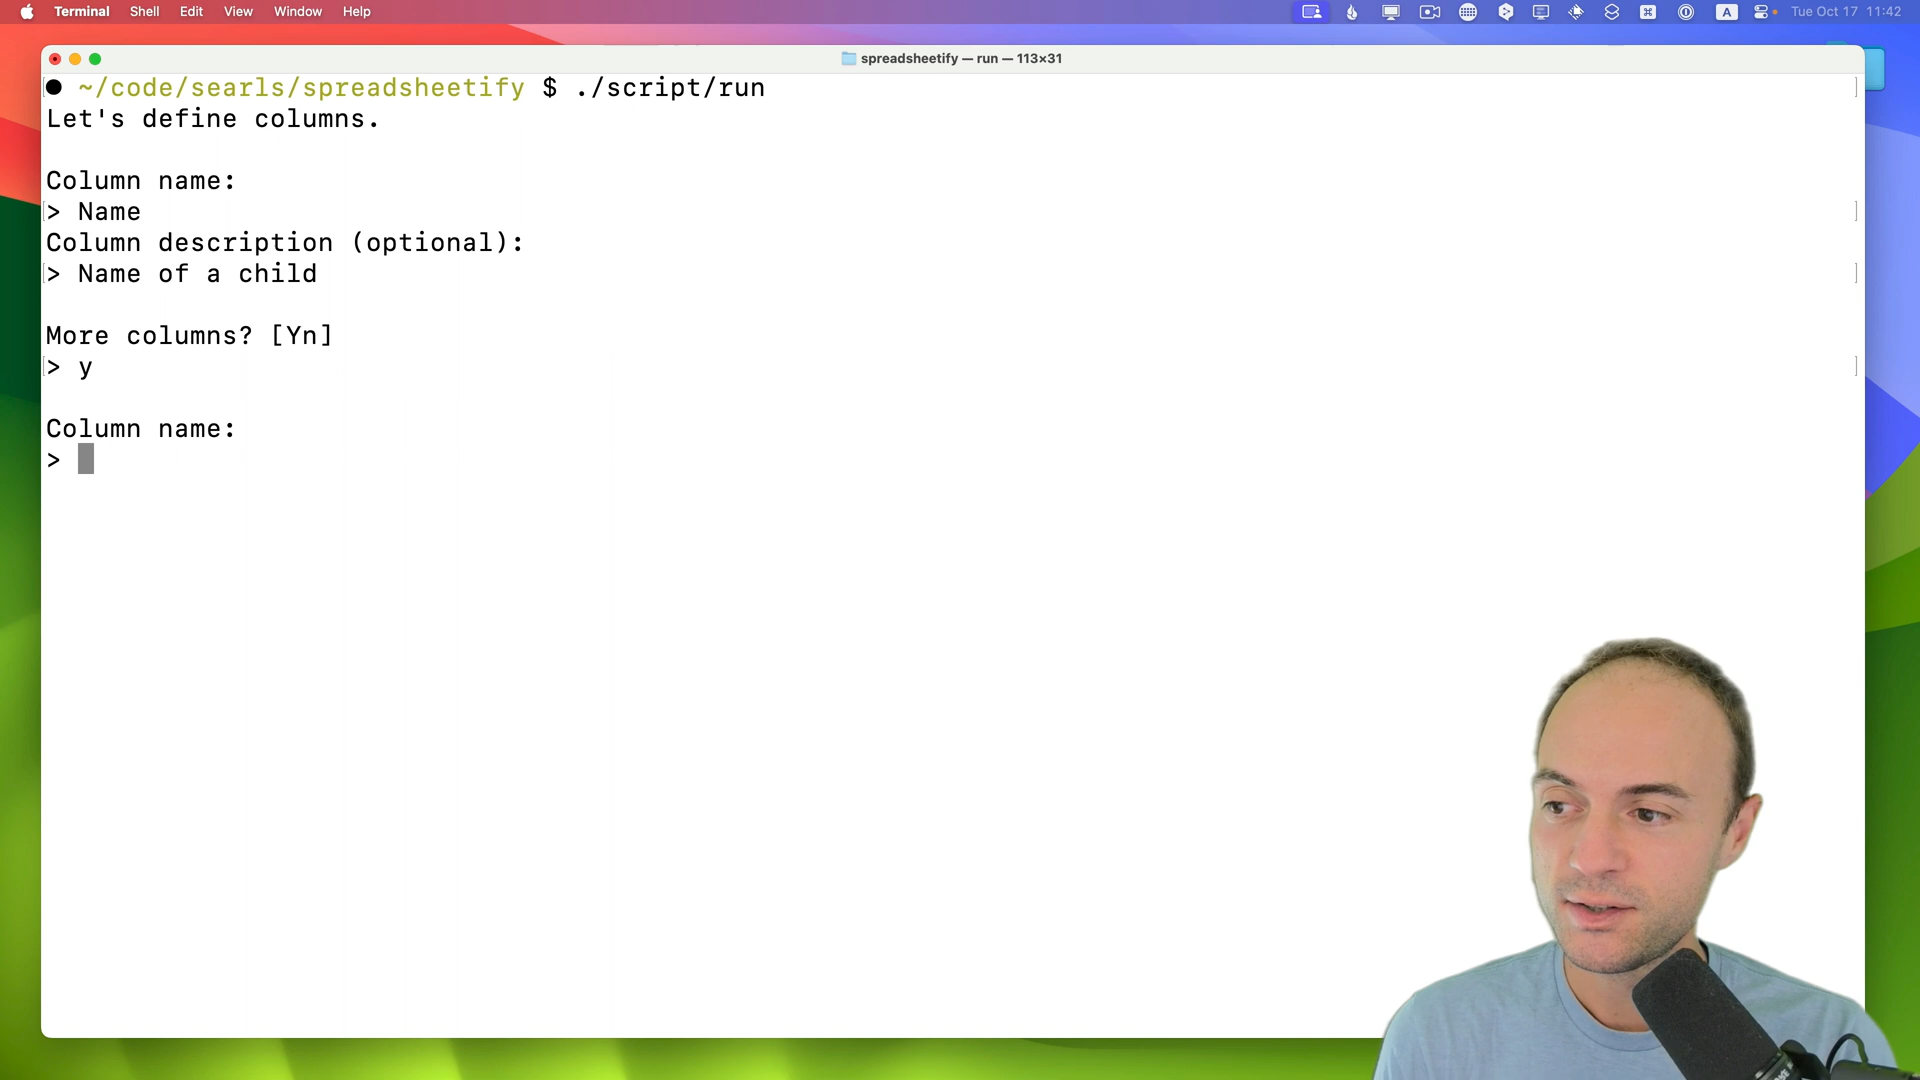 Terminal Shell Edit View Window Help
A Tue Oct 17 11:42
spreadsheetify — run — 113×31
~/code/searls/spreadsheetify $ ./script/run
Let's define columns.
Column name:
> Name
Column description (optional):
> Name of a child
More columns? [Yn]
> y
Column name:
>